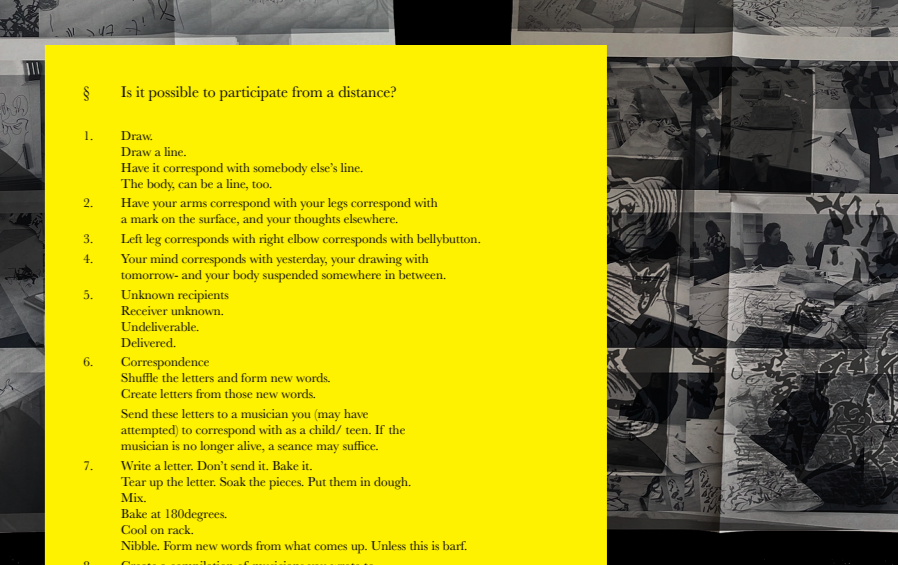 § Is it possible to participate from a distance?
1. Draw.
Draw a line.
Have it correspond with somebody else's line.
The body, can be a line, too.
2. Have your arms correspond with your legs correspond with
a mark on the surface, and your thoughts elsewhere.
3. Left leg corresponds with right elbow corresponds with bellybutton.
4. Your mind corresponds with yesterday, your drawing with
tomorrow- and your body suspended somewhere in between.
5. Unknown recipients
Receiver unknown.
Undeliverable.
Delivered.
6. Correspondence
Shuffle the letters and form new words.
Create letters from those new words.
Send these letters to a musician you (may have
attempted) to correspond with as a child/ teen. If the
musician is no longer alive, a seance may suffice.
7. Write a letter. Don't send it. Bake it.
Tear up the letter. Soak the pieces. Put them in dough.
Mix.
Bake at 180degrees.
Cool on rack.
Nibble. Form new words from what comes up. Unless this is barf.